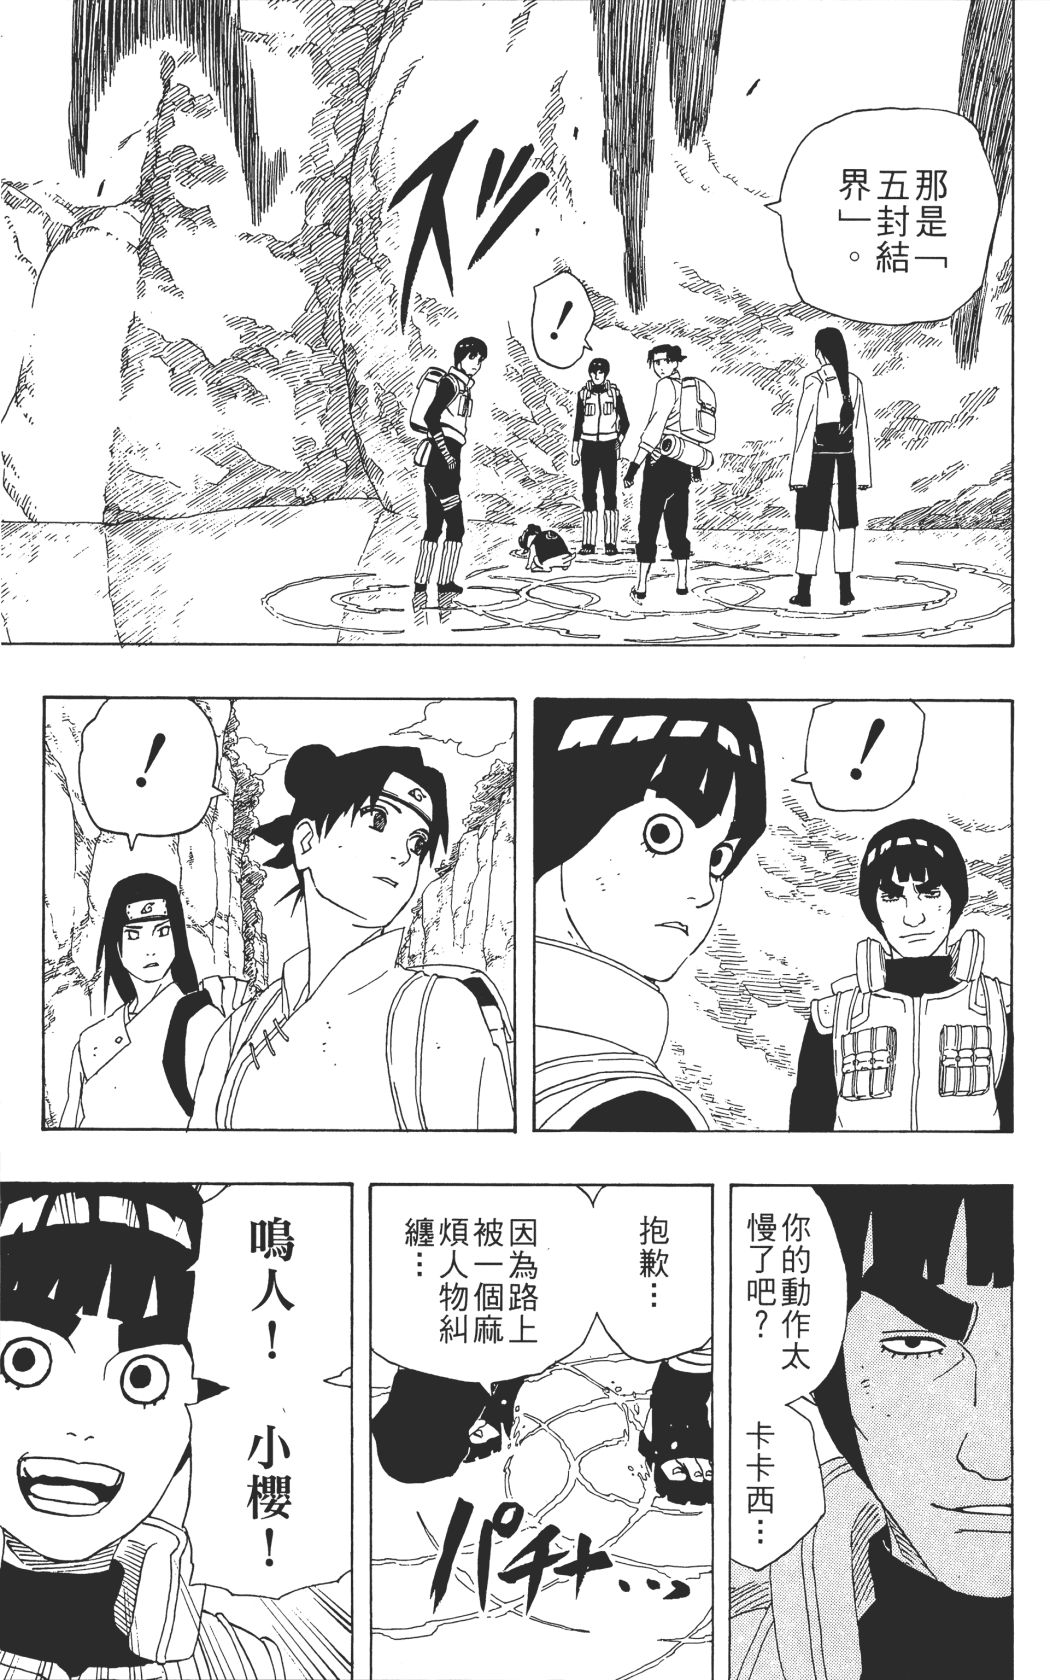 那是「
五封結
界」。
ズッ
！
！
！
你的動作太
慢了吧？
卡卡西…
抱歉…
因為路上
被一個麻
煩人物糾
纏…
パチャ…
鳴人！
小櫻！